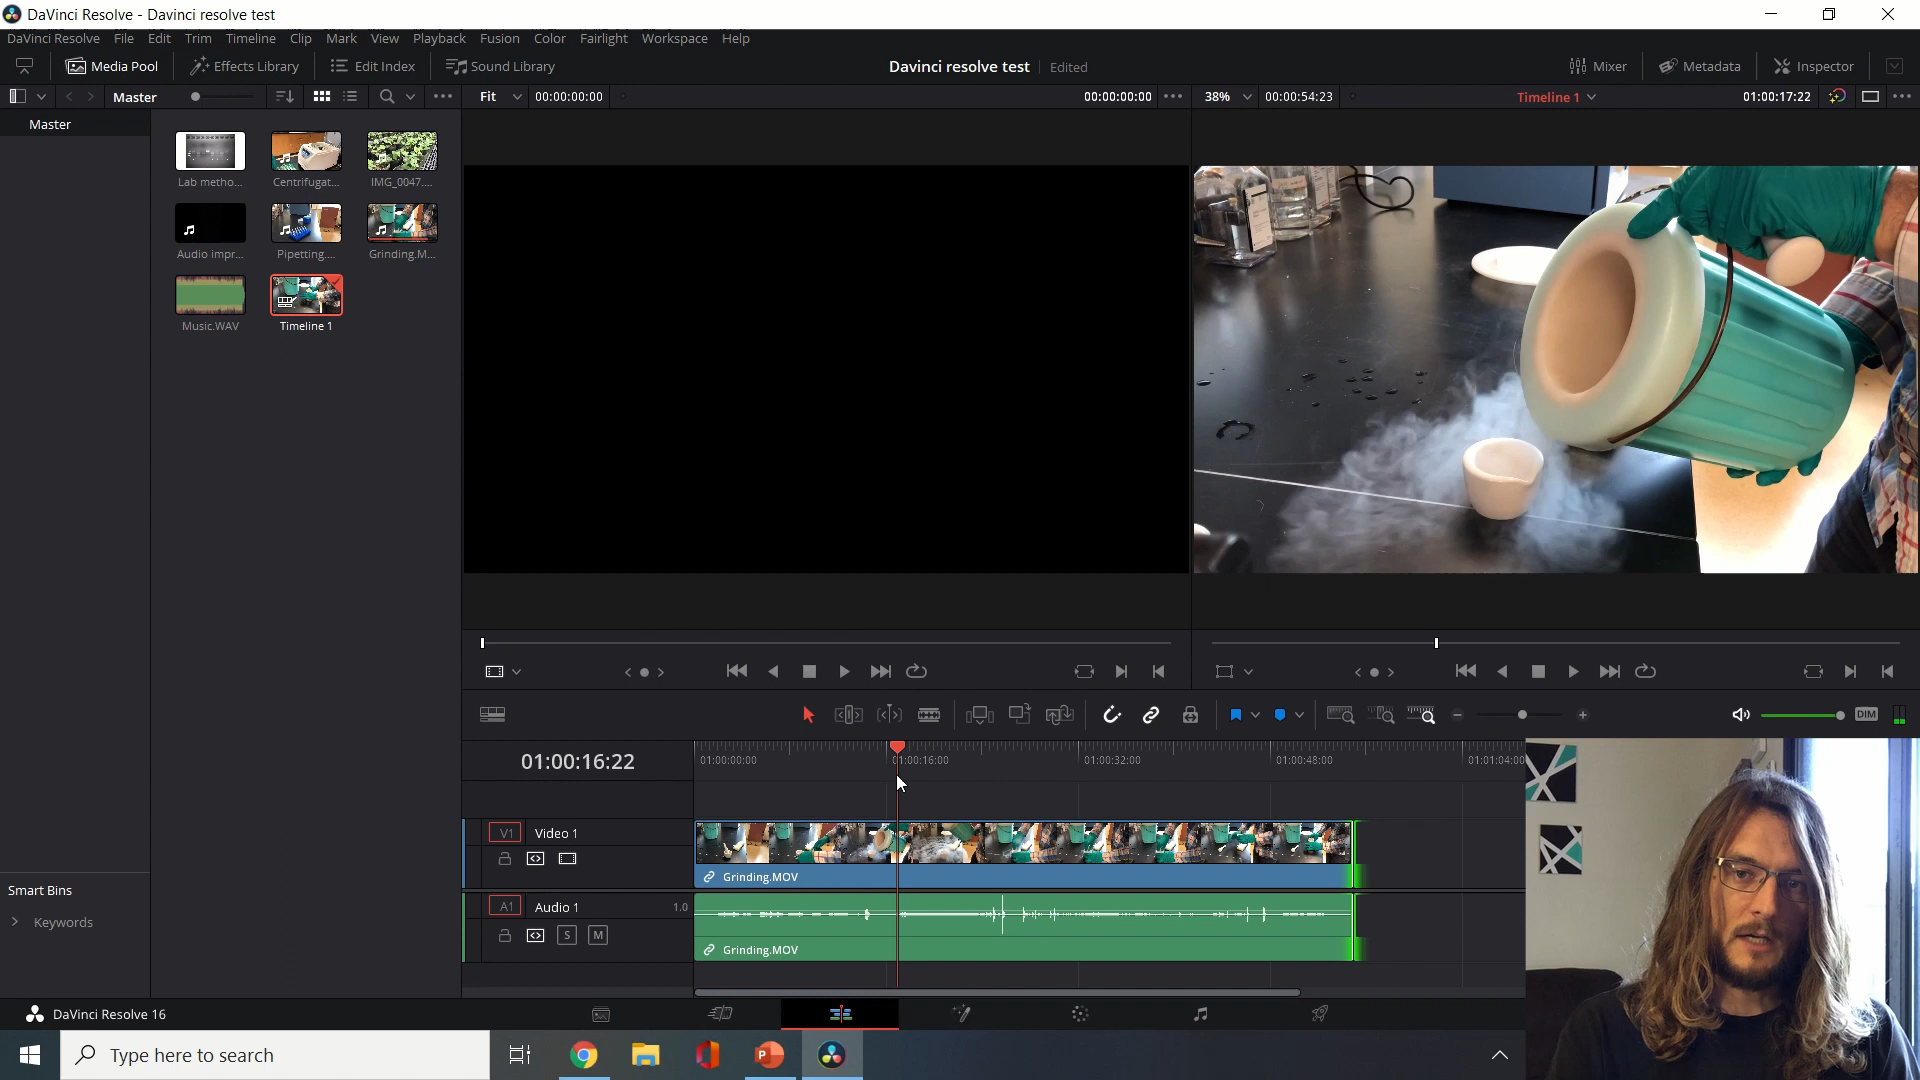 DaVinci Resolve - Davinci resolve test
DaVinci Resolve File Edit Trim Timeline Clip Mark View Playback Fusion Color Fairlight Workspace Help
Media Pool Effects Library Edit Index Sound Library Davinci resolve test Edited Mixer Metadata Inspector
Master Fit 00:00:00:00 00:00:00:00 38% 00:00:54:23 Timeline 1 01:00:17:22
Master
Lab metho... Centrifugat... IMG_0047....
Audio impr... Pipetting.... Grinding.M...
Music.WAV Timeline 1
DIM
01:00:16:22 01:00:00:00 01:00:16:00 01:00:32:00 01:00:48:00 01:01:04:00
V1 Video 1
Grinding.MOV
Smart Bins
A1 Audio 1 1.0
Keywords
S M
Grinding.MOV
DaVinci Resolve 16
Type here to search